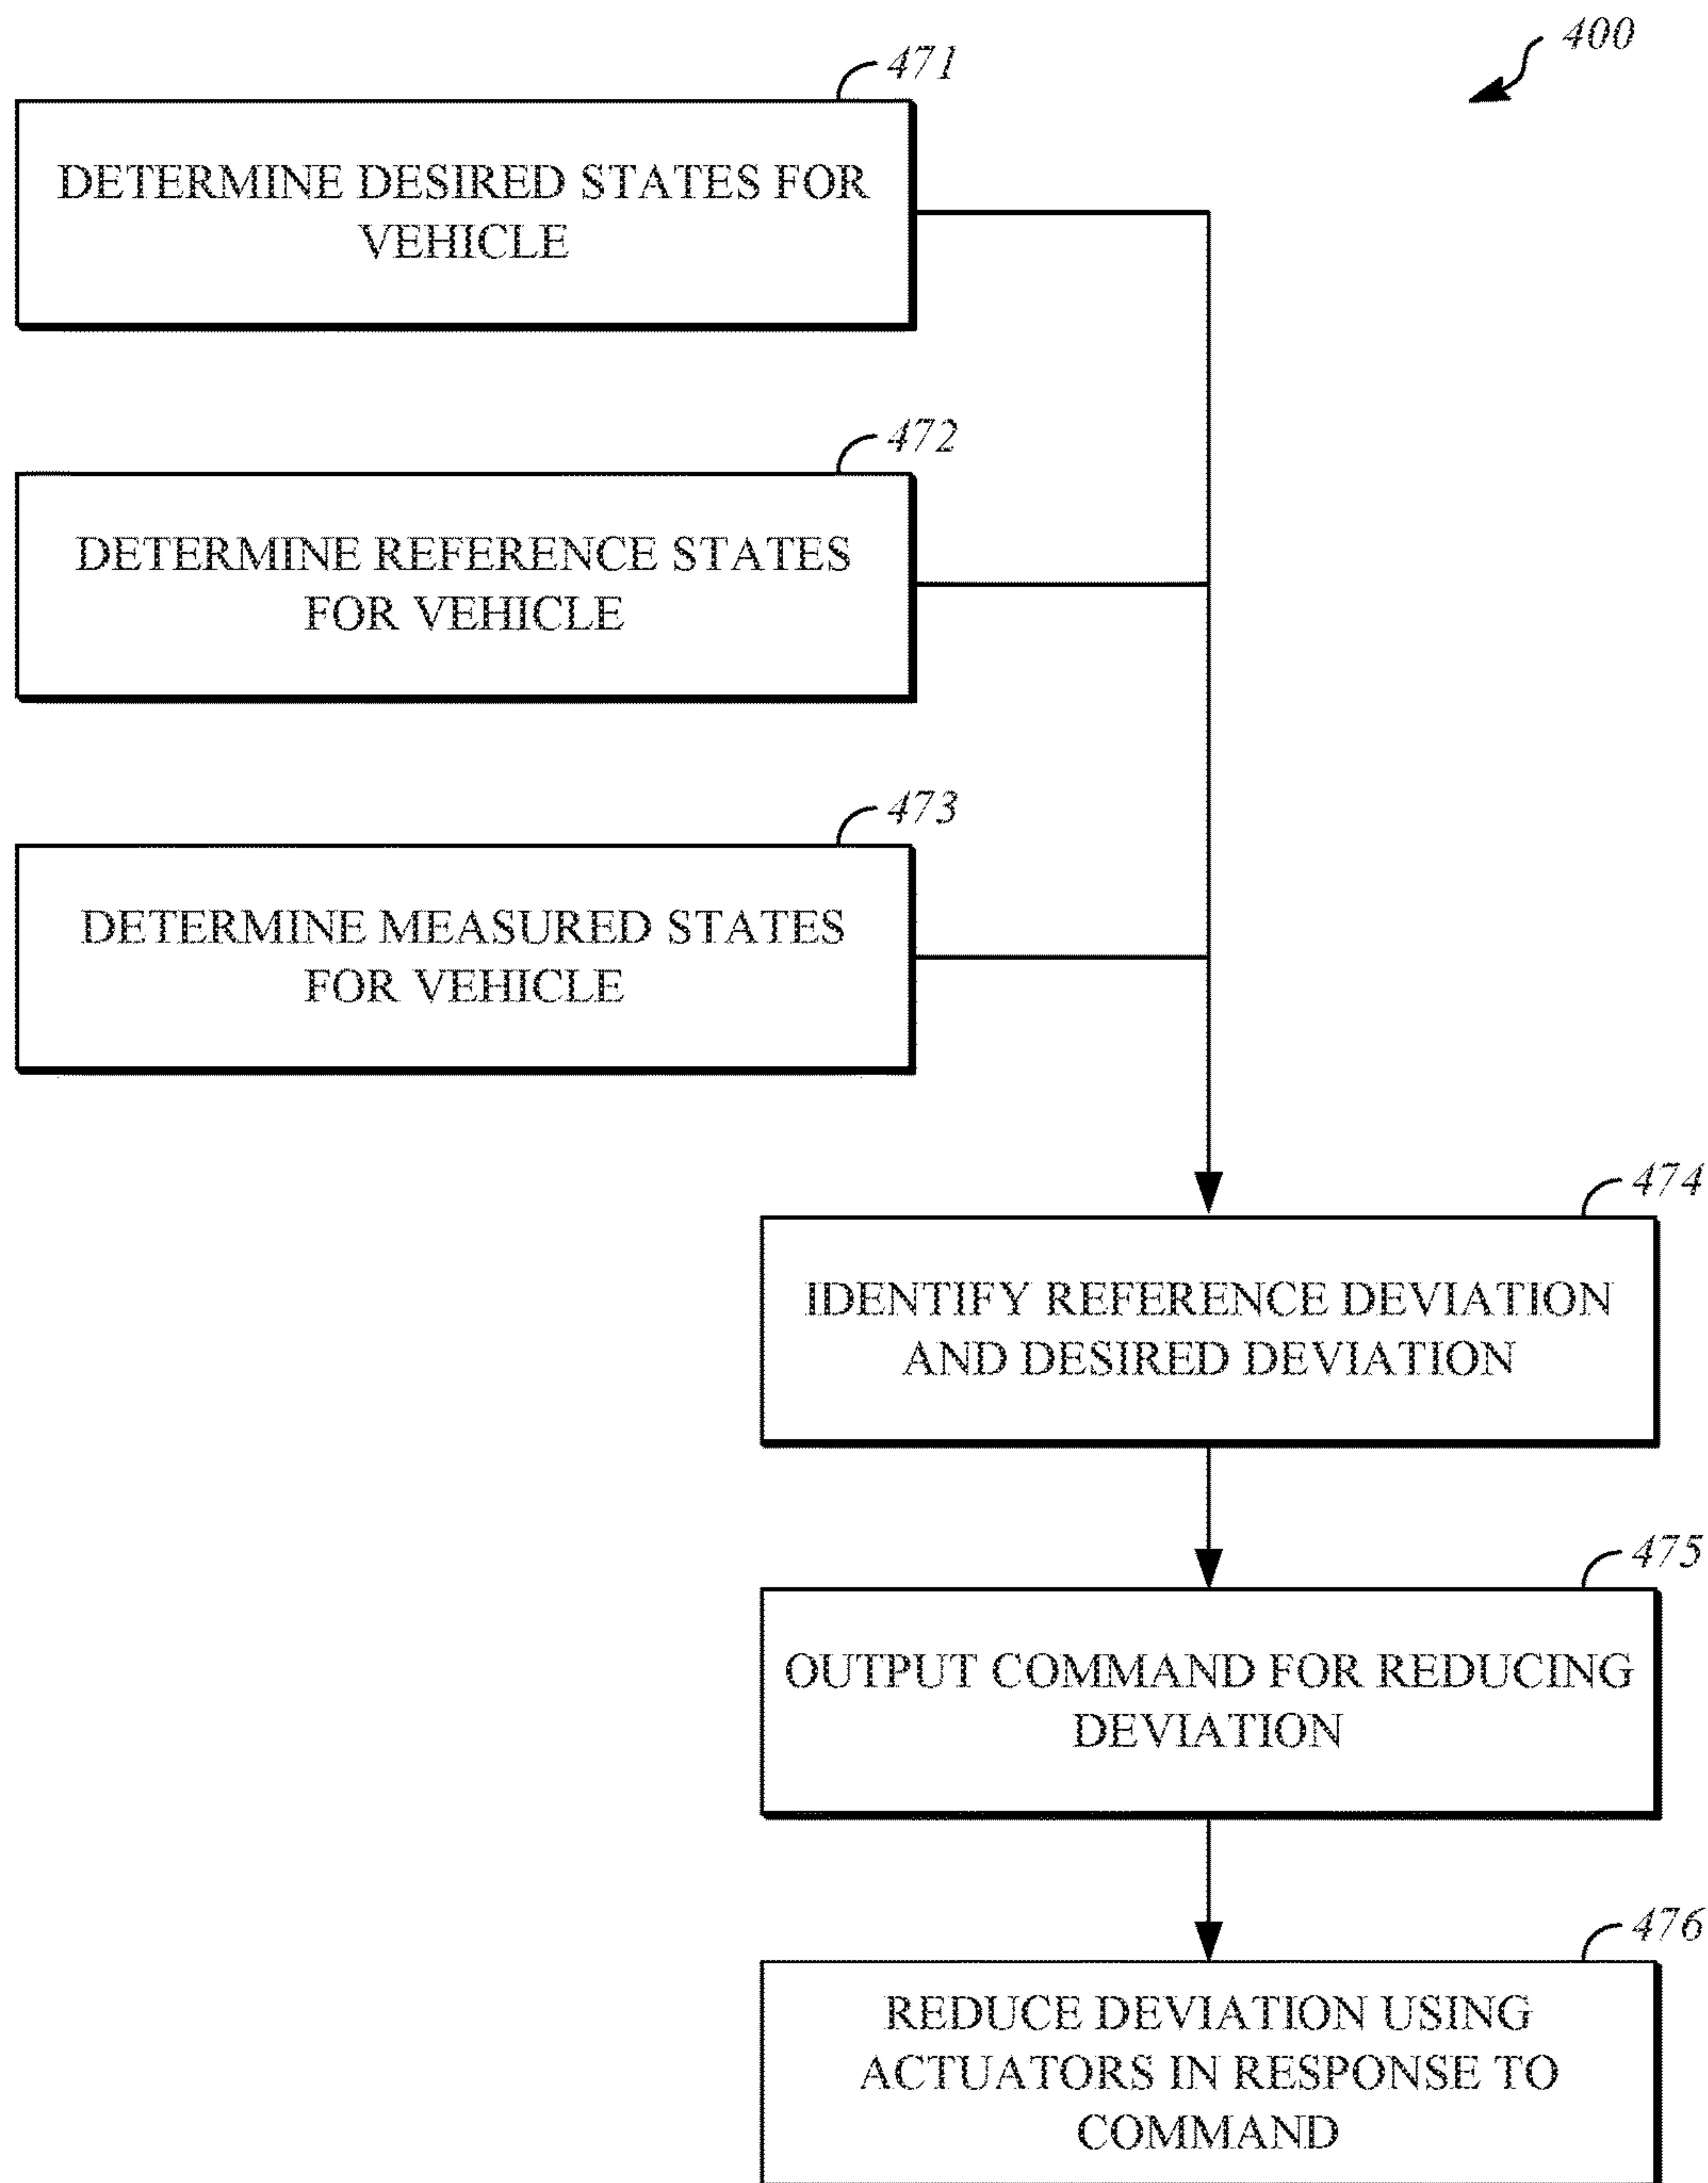 400
471
DETERMINE DESIRED STATES FOR
VEHICLE
472
DETERMINE REFERENCE STATES
FOR VEHICLE
473
DETERMINE MEASURED STATES
FOR VEHICLE
474
IDENTIFY REFERENCE DEVIATION
AND DESIRED DEVIATION
475
OUTPUT COMMAND FOR REDUCING
DEVIATION
476
REDUCE DEVIATION USING
ACTUATORS IN RESPONSE TO
COMMAND